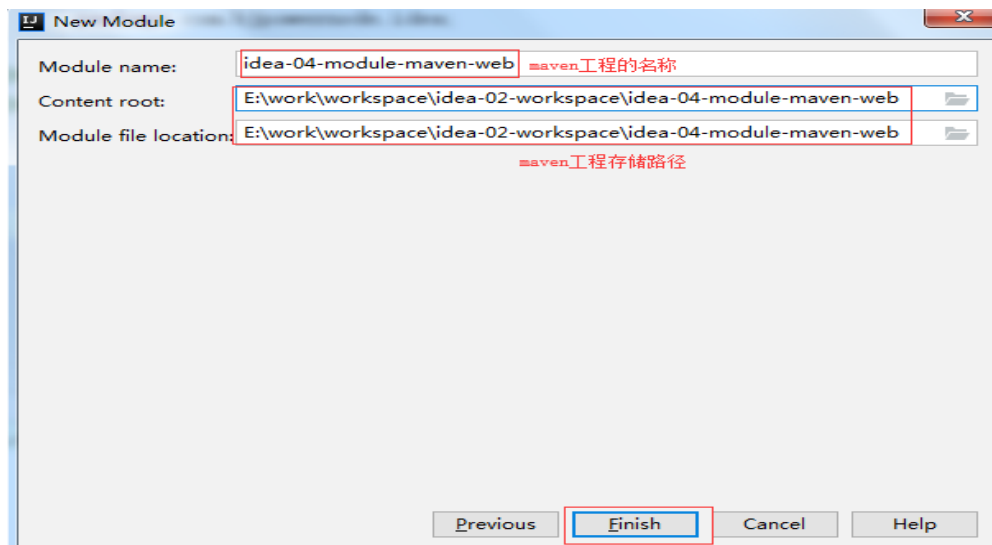 New Module
Module name: idea-04-module-maven-web maven工程的名称
Content root: E:\work\workspace\idea-02-workspace\idea-04-module-maven-web
Module file location: E:\work\workspace\idea-02-workspace\idea-04-module-maven-web
maven工程存储路径
Previous Finish Cancel Help